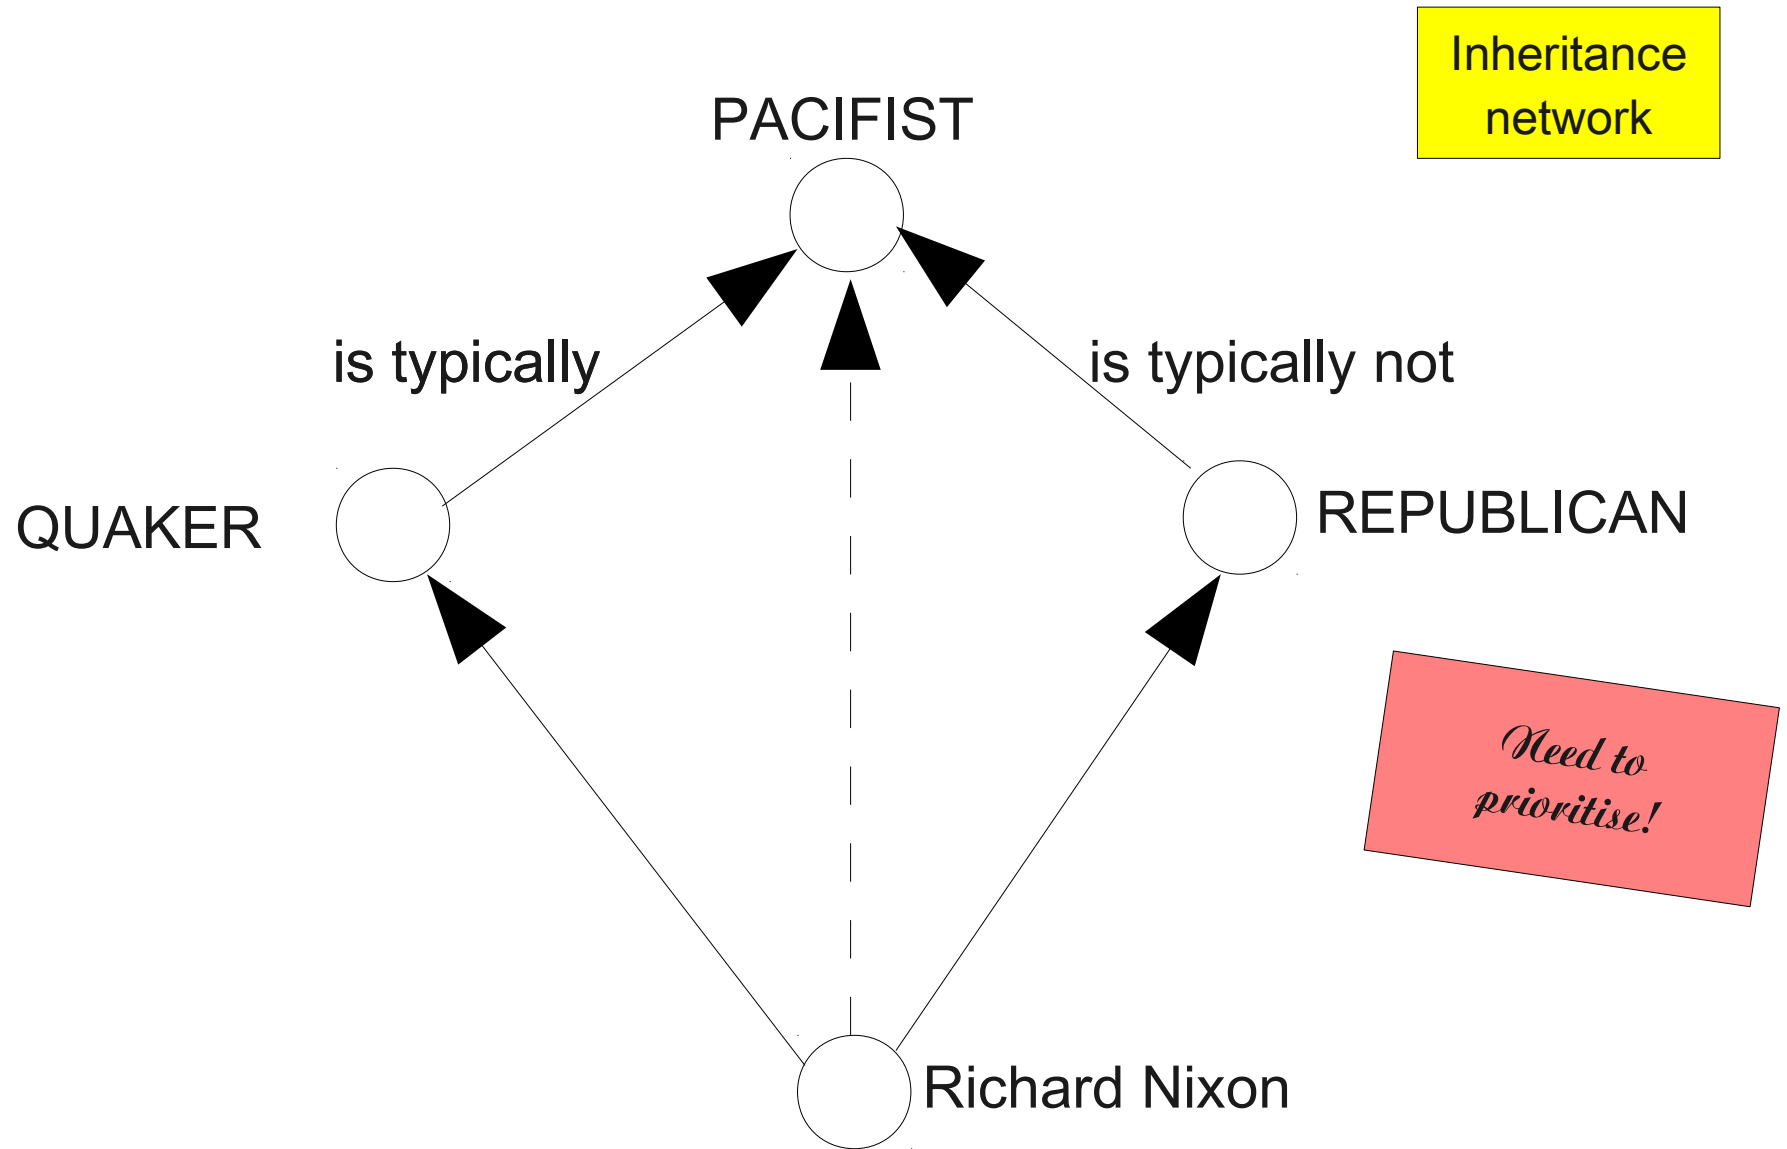 Inheritance
network
PACIFIST
is typically
is typically not
QUAKER
REPUBLICAN
Need to
prioritise!
Richard Nixon